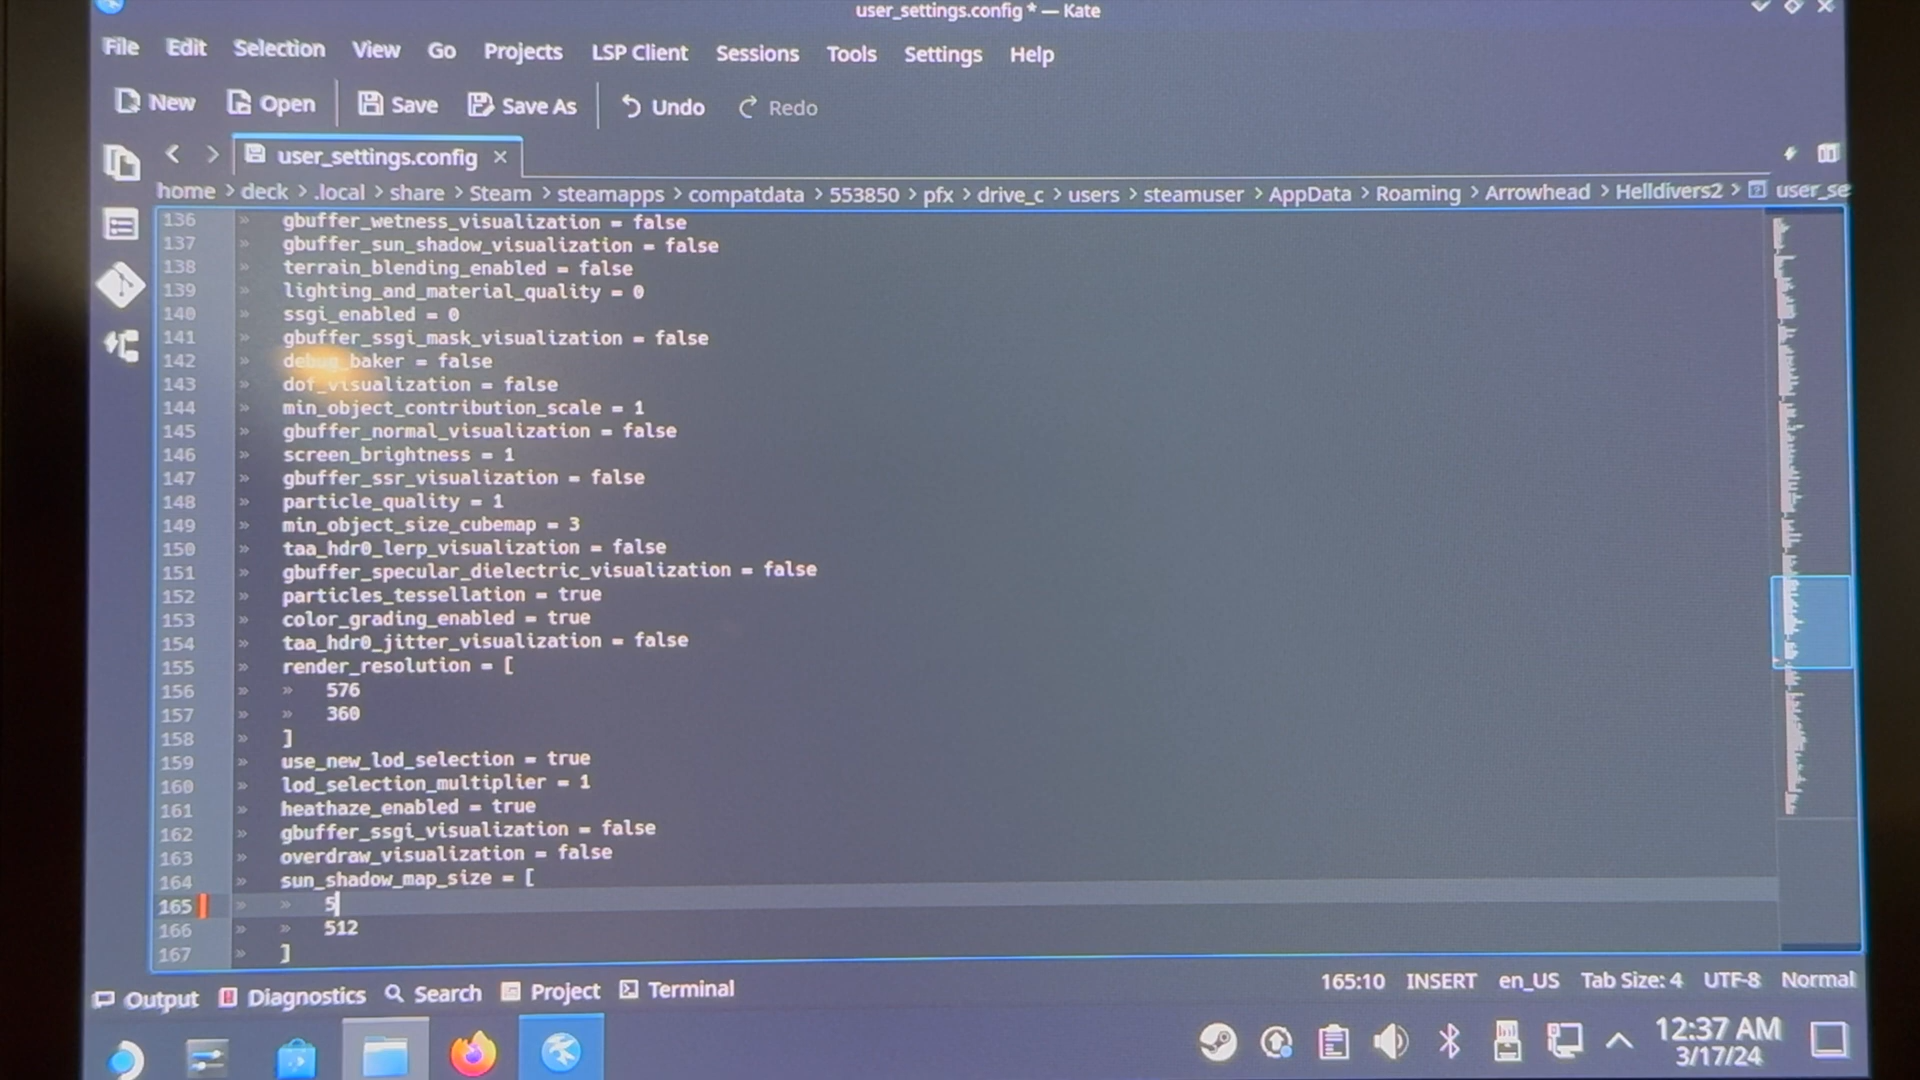 user_settings.config * — Kate
File Edit Selection View Go Projects LSP Client Sessions Tools Settings Help
New Open Save Save As Undo Redo
user_settings.config
home > deck > .local > share > Steam > steamapps > compatdata > 553850 > pfx > drive_c > users > steamuser > AppData > Roaming > Arrowhead > Helldivers2 > user_se
136 » gbuffer_wetness_visualization = false
137 » gbuffer_sun_shadow_visualization = false
138 » terrain_blending_enabled = false
139 » lighting_and_material_quality = 0
140 » ssgi_enabled = 0
141 » gbuffer_ssgi_mask_visualization = false
142 » debug_baker = false
143 » dof_visualization = false
144 » min_object_contribution_scale = 1
145 » gbuffer_normal_visualization = false
146 » screen_brightness = 1
147 » gbuffer_ssr_visualization = false
148 » particle_quality = 1
149 » min_object_size_cubemap = 3
150 » taa_hdr0_lerp_visualization = false
151 » gbuffer_specular_dielectric_visualization = false
152 » particles_tessellation = true
153 » color_grading_enabled = true
154 » taa_hdr0_jitter_visualization = false
155 » render_resolution = [
156 » » 576
157 » » 360
158 » ]
159 » use_new_lod_selection = true
160 » lod_selection_multiplier = 1
161 » heathaze_enabled = true
162 » gbuffer_ssgi_visualization = false
163 » overdraw_visualization = false
164 » sun_shadow_map_size = [
165 » » 5
166 » » 512
167 » ]
165:10 INSERT en_US Tab Size: 4 UTF-8 Normal
Output Diagnostics Search Project Terminal
12:37 AM
3/17/24